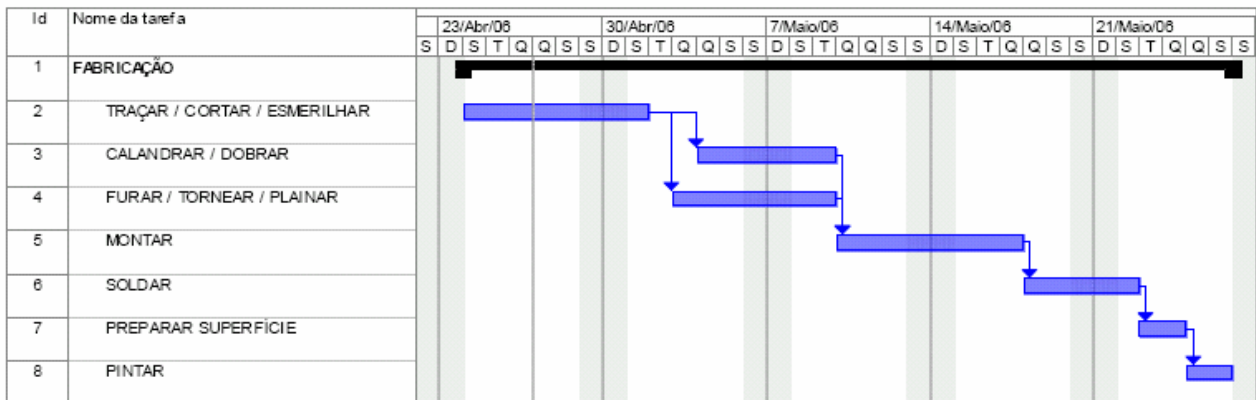 Id Nome da tarefa 23/Abr/06 30/Abr/06 7/Maio/06 14/Maio/06 21/Maio/06
S D S T Q Q S S D S T Q Q S S D S T Q Q S S D S T Q Q S S D S T Q Q S S
1 FABRICAÇÃO
2 TRAÇAR / CORTAR / ESMERILHAR
3 CALANDRAR / DOBRAR
4 FURAR / TORNEAR / PLAINAR
5 MONTAR
6 SOLDAR
7 PREPARAR SUPERFÍCIE
8 PINTAR